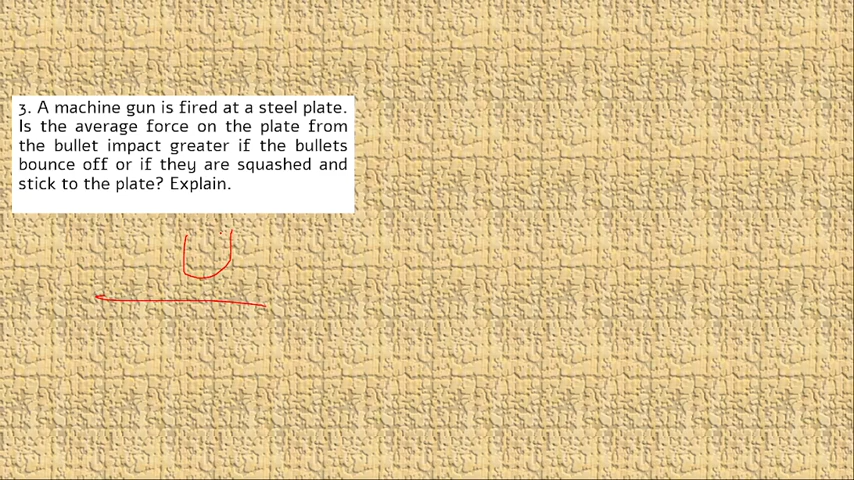 3. A machine gun is fired at a steel plate.
Is the average force on the plate from
the bullet impact greater if the bullets
bounce off or if they are squashed and
stick to the plate? Explain.